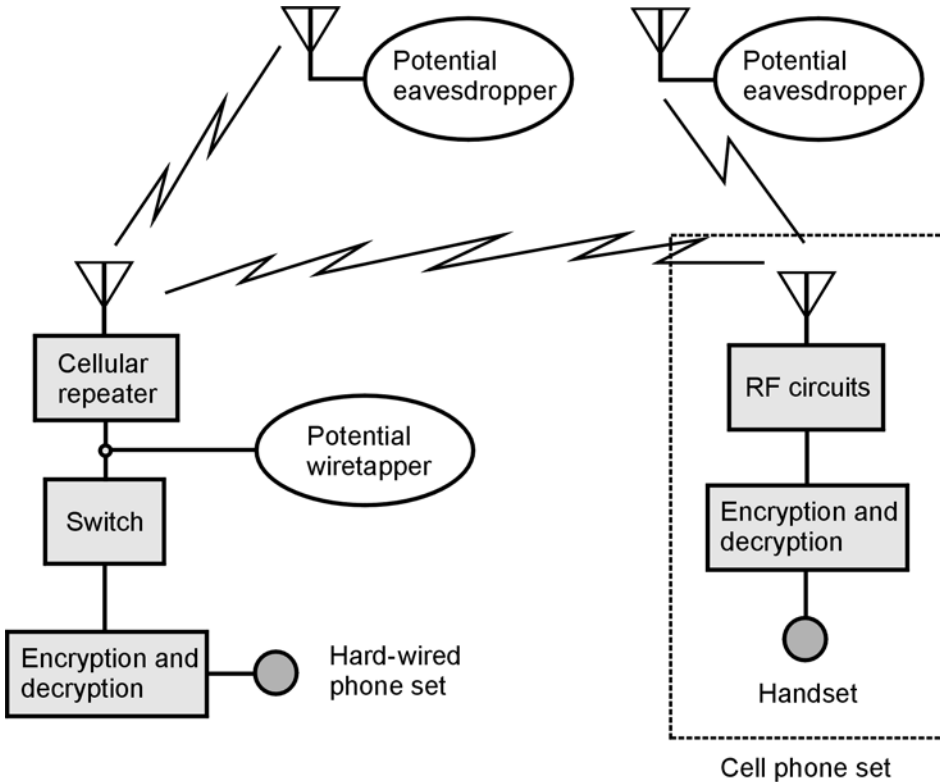 Potential
eavesdropper
Potential
eavesdropper
Cellular
repeater
RF circuits
Potential
wiretapper
Switch
Encryption and
decryption
Encryption and
decryption
Hard-wired
phone set
Handset
Cell phone set